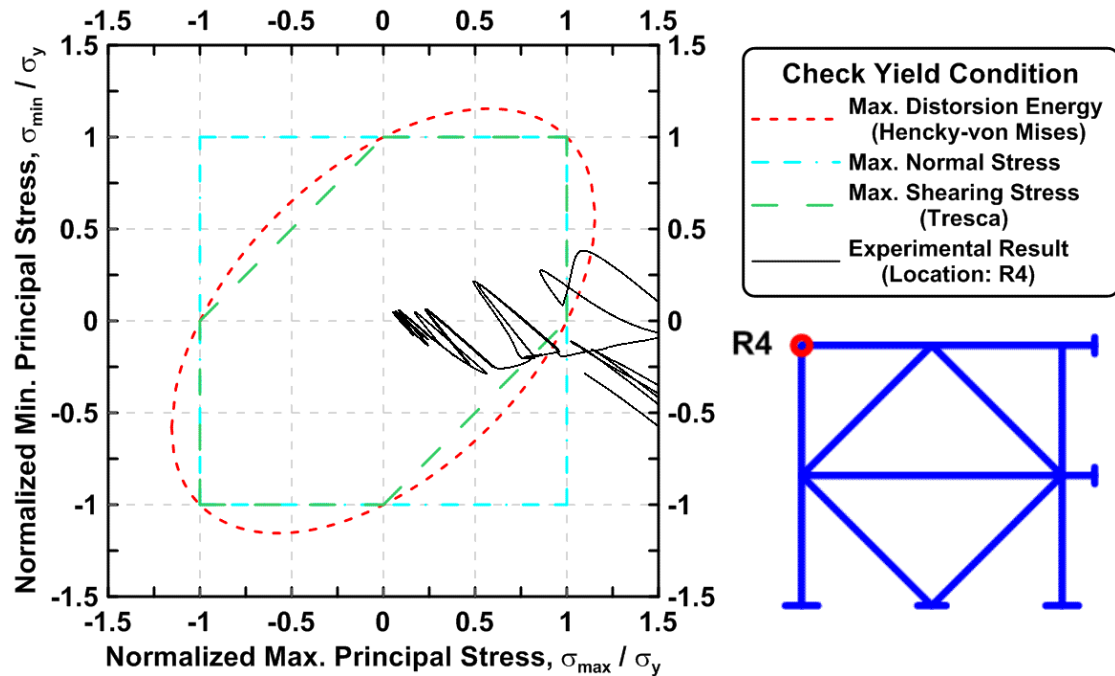 -1.5 -1 -0.5 0 0.5 1 1.5
1.5 1.5
1 1
0.5 0.5
0 0
-0.5 -0.5
-1 -1
-1.5 -1.5
-1.5 -1 -0.5 0 0.5 1 1.5
Normalized Min. Principal Stress, σmin / σy
Normalized Max. Principal Stress, σmax / σy
Check Yield Condition
Max. Distorsion Energy
(Hencky-von Mises)
Max. Normal Stress
Max. Shearing Stress
(Tresca)
Experimental Result
(Location: R4)
R4